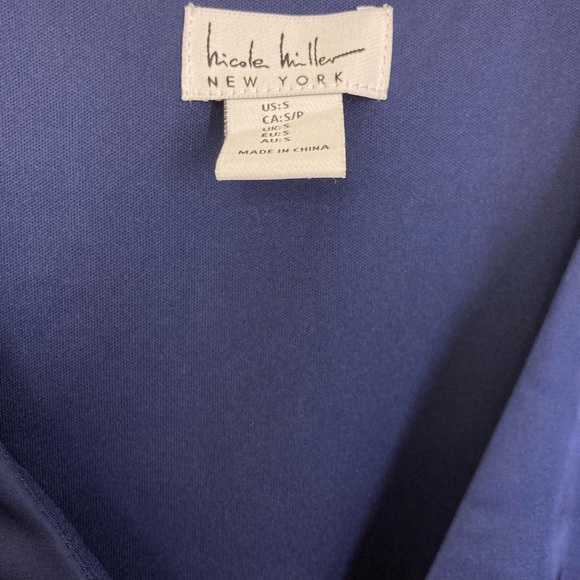 Nicole Miller
NEW YORK
US:S
CA:S/P
UK:S
EU:S
AU:S
MADE IN CHINA